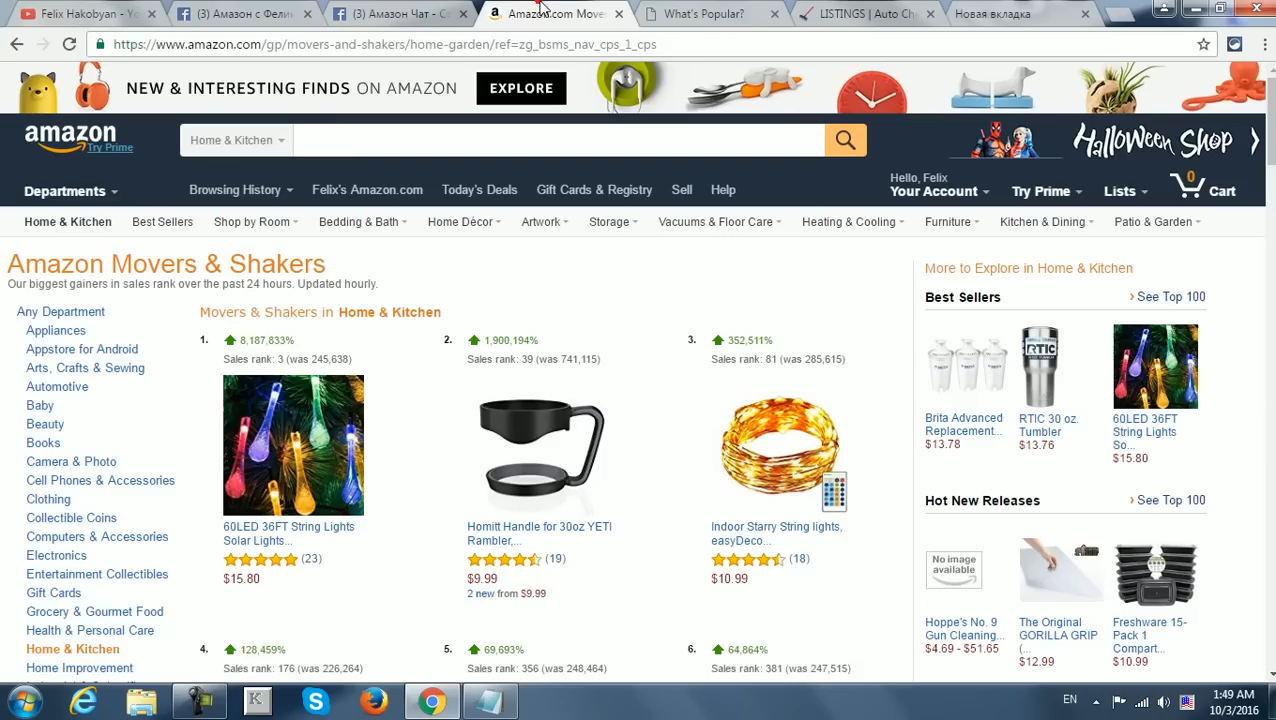 Felix Hakobyan - Yo
(3) Амазон с Фели
(3) Амазон Чат - Co
Amazon.com Move
What's Popular?
LISTINGS | Auto Che
Новая вкладка
https://www.amazon.com/gp/movers-and-shakers/home-garden/ref=zg_bsms_nav_cps_1_cps
NEW & INTERESTING FINDS ON AMAZON
EXPLORE
amazon
Try Prime
Home & Kitchen
Halloween Shop
Departments
Browsing History
Felix's Amazon.com
Today's Deals
Gift Cards & Registry
Sell
Help
Hello, Felix
Your Account
Try Prime
Lists
0
Cart
Home & Kitchen
Best Sellers
Shop by Room
Bedding & Bath
Home Décor
Artwork
Storage
Vacuums & Floor Care
Heating & Cooling
Furniture
Kitchen & Dining
Patio & Garden
Amazon Movers & Shakers
Our biggest gainers in sales rank over the past 24 hours. Updated hourly.
Any Department
Appliances
Appstore for Android
Arts, Crafts & Sewing
Automotive
Baby
Beauty
Books
Camera & Photo
Cell Phones & Accessories
Clothing
Collectible Coins
Computers & Accessories
Electronics
Entertainment Collectibles
Gift Cards
Grocery & Gourmet Food
Health & Personal Care
Home & Kitchen
Home Improvement
Movers & Shakers in Home & Kitchen
1.
8,187,833%
Sales rank: 3 (was 245,638)
60LED 36FT String Lights
Solar Lights...
(23)
$15.80
2.
1,900,194%
Sales rank: 39 (was 741,115)
Homitt Handle for 30oz YETI
Rambler,...
(19)
$9.99
2 new from $9.99
3.
352,511%
Sales rank: 81 (was 285,615)
Indoor Starry String lights,
easyDeco...
(18)
$10.99
4.
128,459%
Sales rank: 176 (was 226,264)
5.
69,693%
Sales rank: 356 (was 248,464)
6.
64,864%
Sales rank: 381 (was 247,515)
More to Explore in Home & Kitchen
Best Sellers
› See Top 100
RTIC
Brita Advanced
Replacement...
$13.78
RTIC 30 oz.
Tumbler
$13.76
60LED 36FT
String Lights
So...
$15.80
Hot New Releases
› See Top 100
No image
available
Hoppe's No. 9
Gun Cleaning...
$4.69 - $51.65
The Original
GORILLA GRIP
(...
$12.99
Freshware 15-
Pack 1
Compart...
$10.99
EN
1:49 AM
10/3/2016